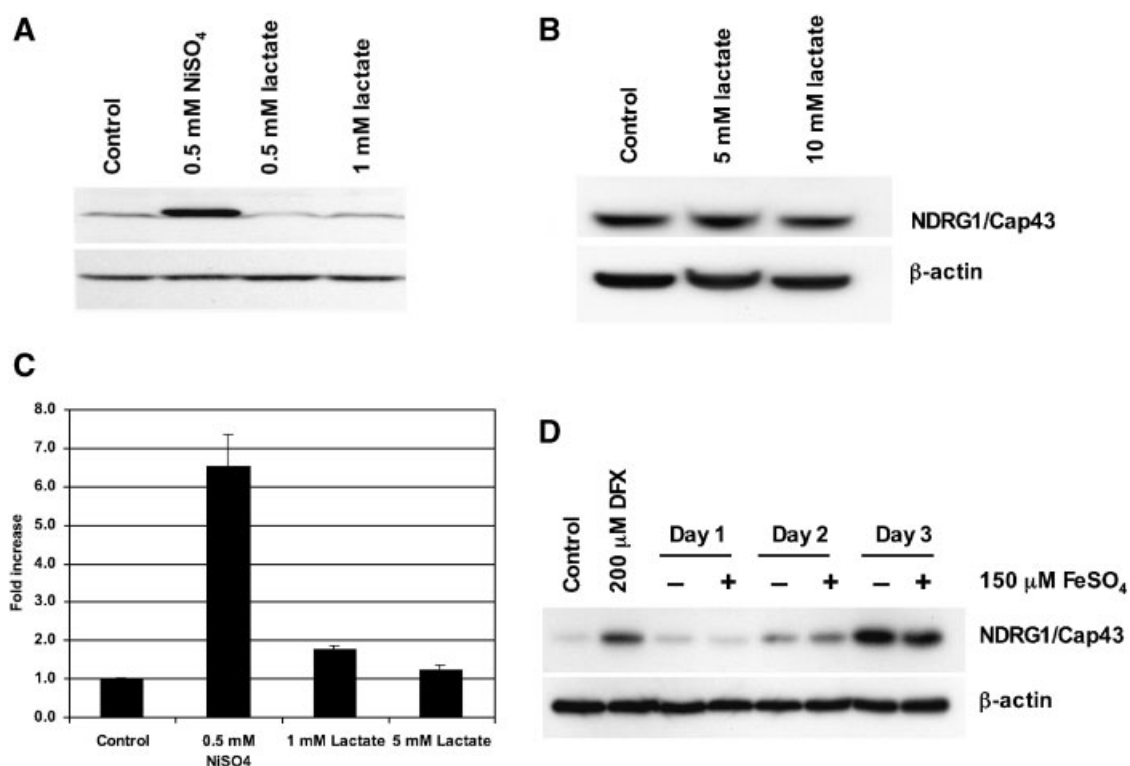 A
Control
0.5 mM NiSO₄
0.5 mM lactate
1 mM lactate
B
Control
5 mM lactate
10 mM lactate
NDRG1/Cap43
β-actin
C
Fold increase
8.0
7.0
6.0
5.0
4.0
3.0
2.0
1.0
0.0
Control
0.5 mM
NiSO4
1 mM Lactate
5 mM Lactate
D
Control
200 μM DFX
Day 1
Day 2
Day 3
– + – + – + 150 μM FeSO₄
NDRG1/Cap43
β-actin